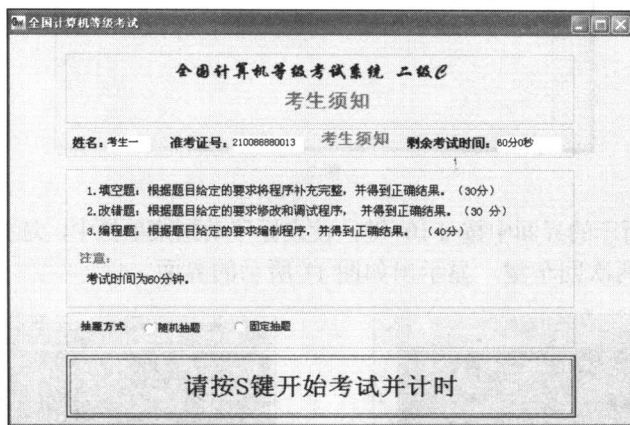 全国计算机等级考试
全国计算机等级考试系统 二级C
考生须知
姓名：考生一 准考证号：210088880013 考生须知 剩余考试时间：60分0秒
1.填空题：根据题目给定的要求将程序补充完整，并得到正确结果。（30分）
2.改错题：根据题目给定的要求修改和调试程序， 并得到正确结果。（30 分）
3.编程题：根据题目给定的要求编制程序，并得到正确结果。 （40分）
注意：
考试时间为60分钟。
抽题方式 随机抽题 固定抽题
请按S键开始考试并计时